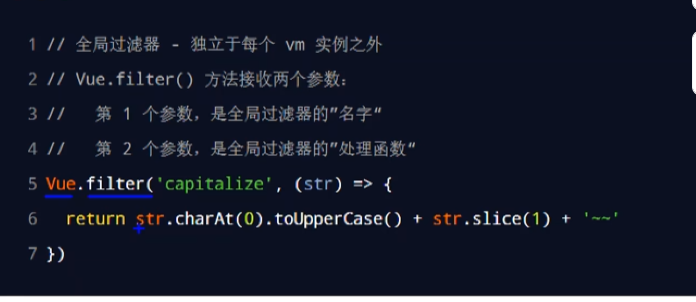 1 // 全局过滤器 - 独立于每个 vm 实例之外
2 // Vue.filter() 方法接收两个参数：
3 //   第 1 个参数，是全局过滤器的”名字“
4 //   第 2 个参数，是全局过滤器的”处理函数“
5 Vue.filter('capitalize', (str) => {
6   return str.charAt(0).toUpperCase() + str.slice(1) + '~~'
7 })